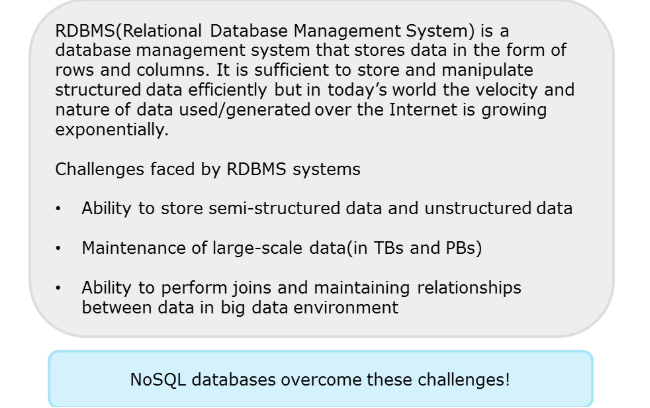 RDBMS(Relational Database Management System) is a
database management system that stores data in the form of
rows and columns. It is sufficient to store and manipulate
structured data efficiently but in today's world the velocity and
nature of data used/generated over the Internet is growing
exponentially.
Challenges faced by RDBMS systems
• Ability to store semi-structured data and unstructured data
• Maintenance of large-scale data(in TBs and PBs)
• Ability to perform joins and maintaining relationships
between data in big data environment
NoSQL databases overcome these challenges!